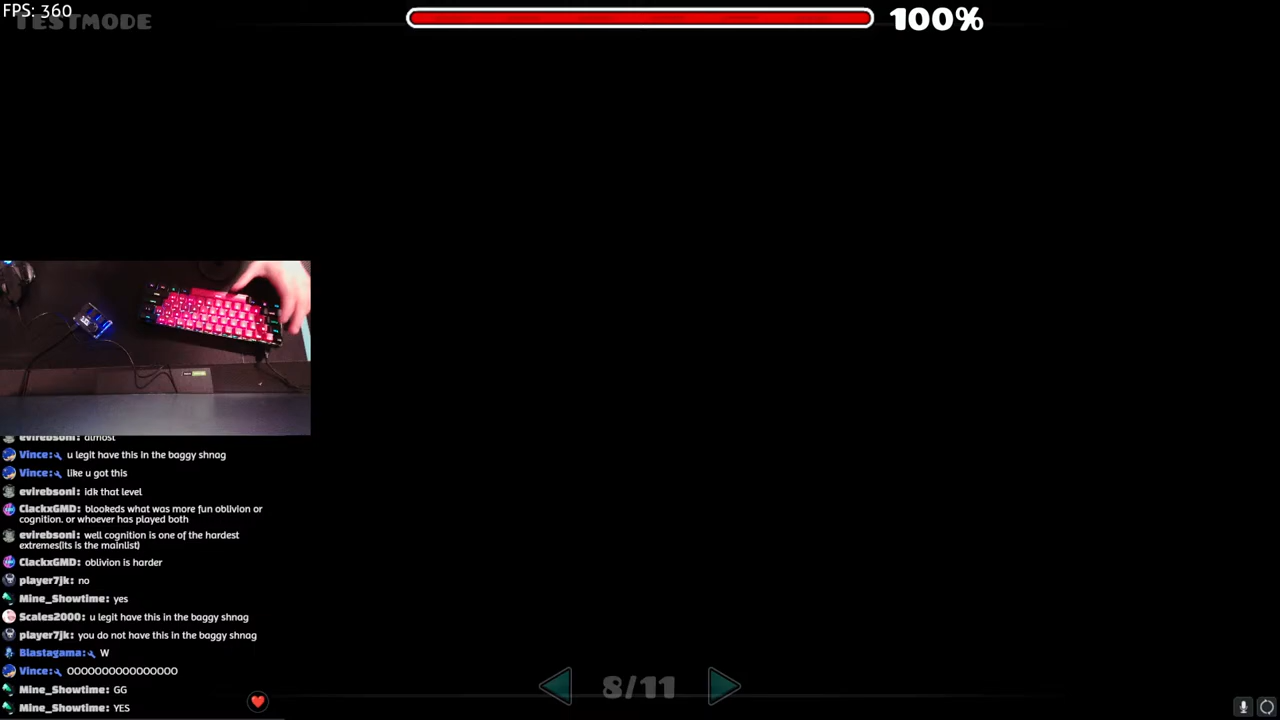 FPS: 360
TESTMODE
100%
evirebsoni: almost
Vince: u legit have this in the baggy shnag
Vince: like u got this
evirebsoni: idk that level
ClackxGMD: blookeds what was more fun oblivion or
cognition. or whoever has played both
evirebsoni: well cognition is one of the hardest
extremes(its is the mainlist)
ClackxGMD: oblivion is harder
player7jk: no
Mine_Showtime: yes
Scales2000: u legit have this in the baggy shnag
player7jk: you do not have this in the baggy shnag
Blastagama: W
Vince: OOOOOOOOOOOOOOOO
Mine_Showtime: GG
Mine_Showtime: YES
8/11